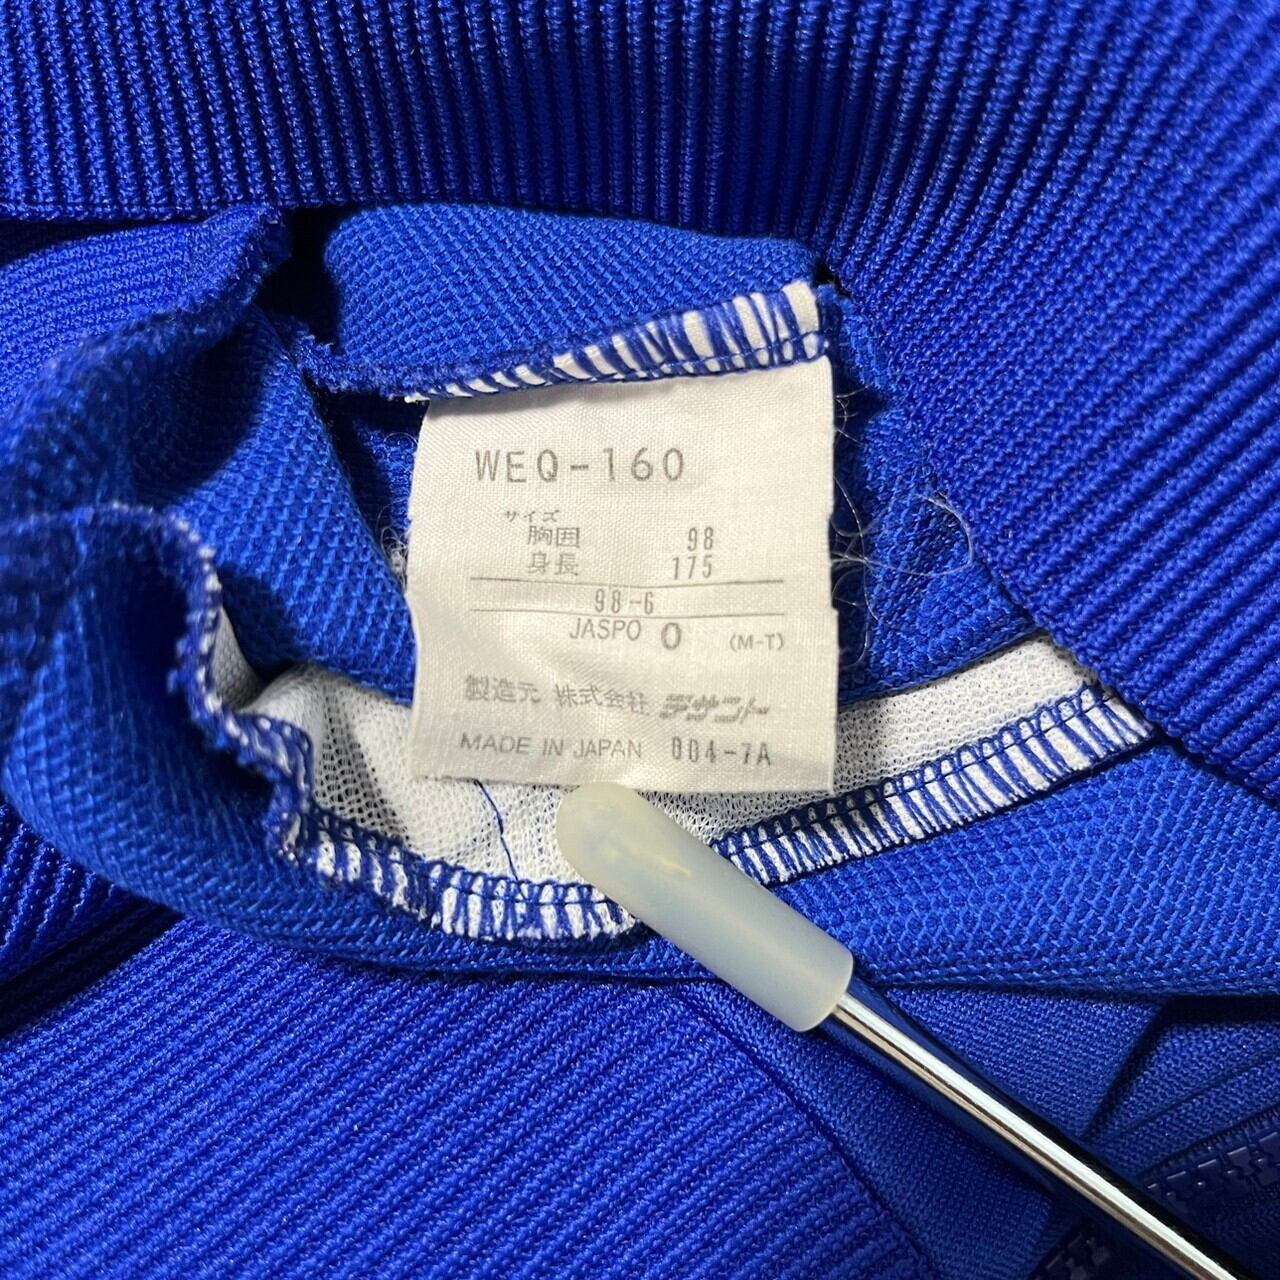 WEQ-160
サイズ
胸囲 98
身長 175
98-6
JASPO O (M-T)
製造元 株式会社 デサント
MADE IN JAPAN 004-7A